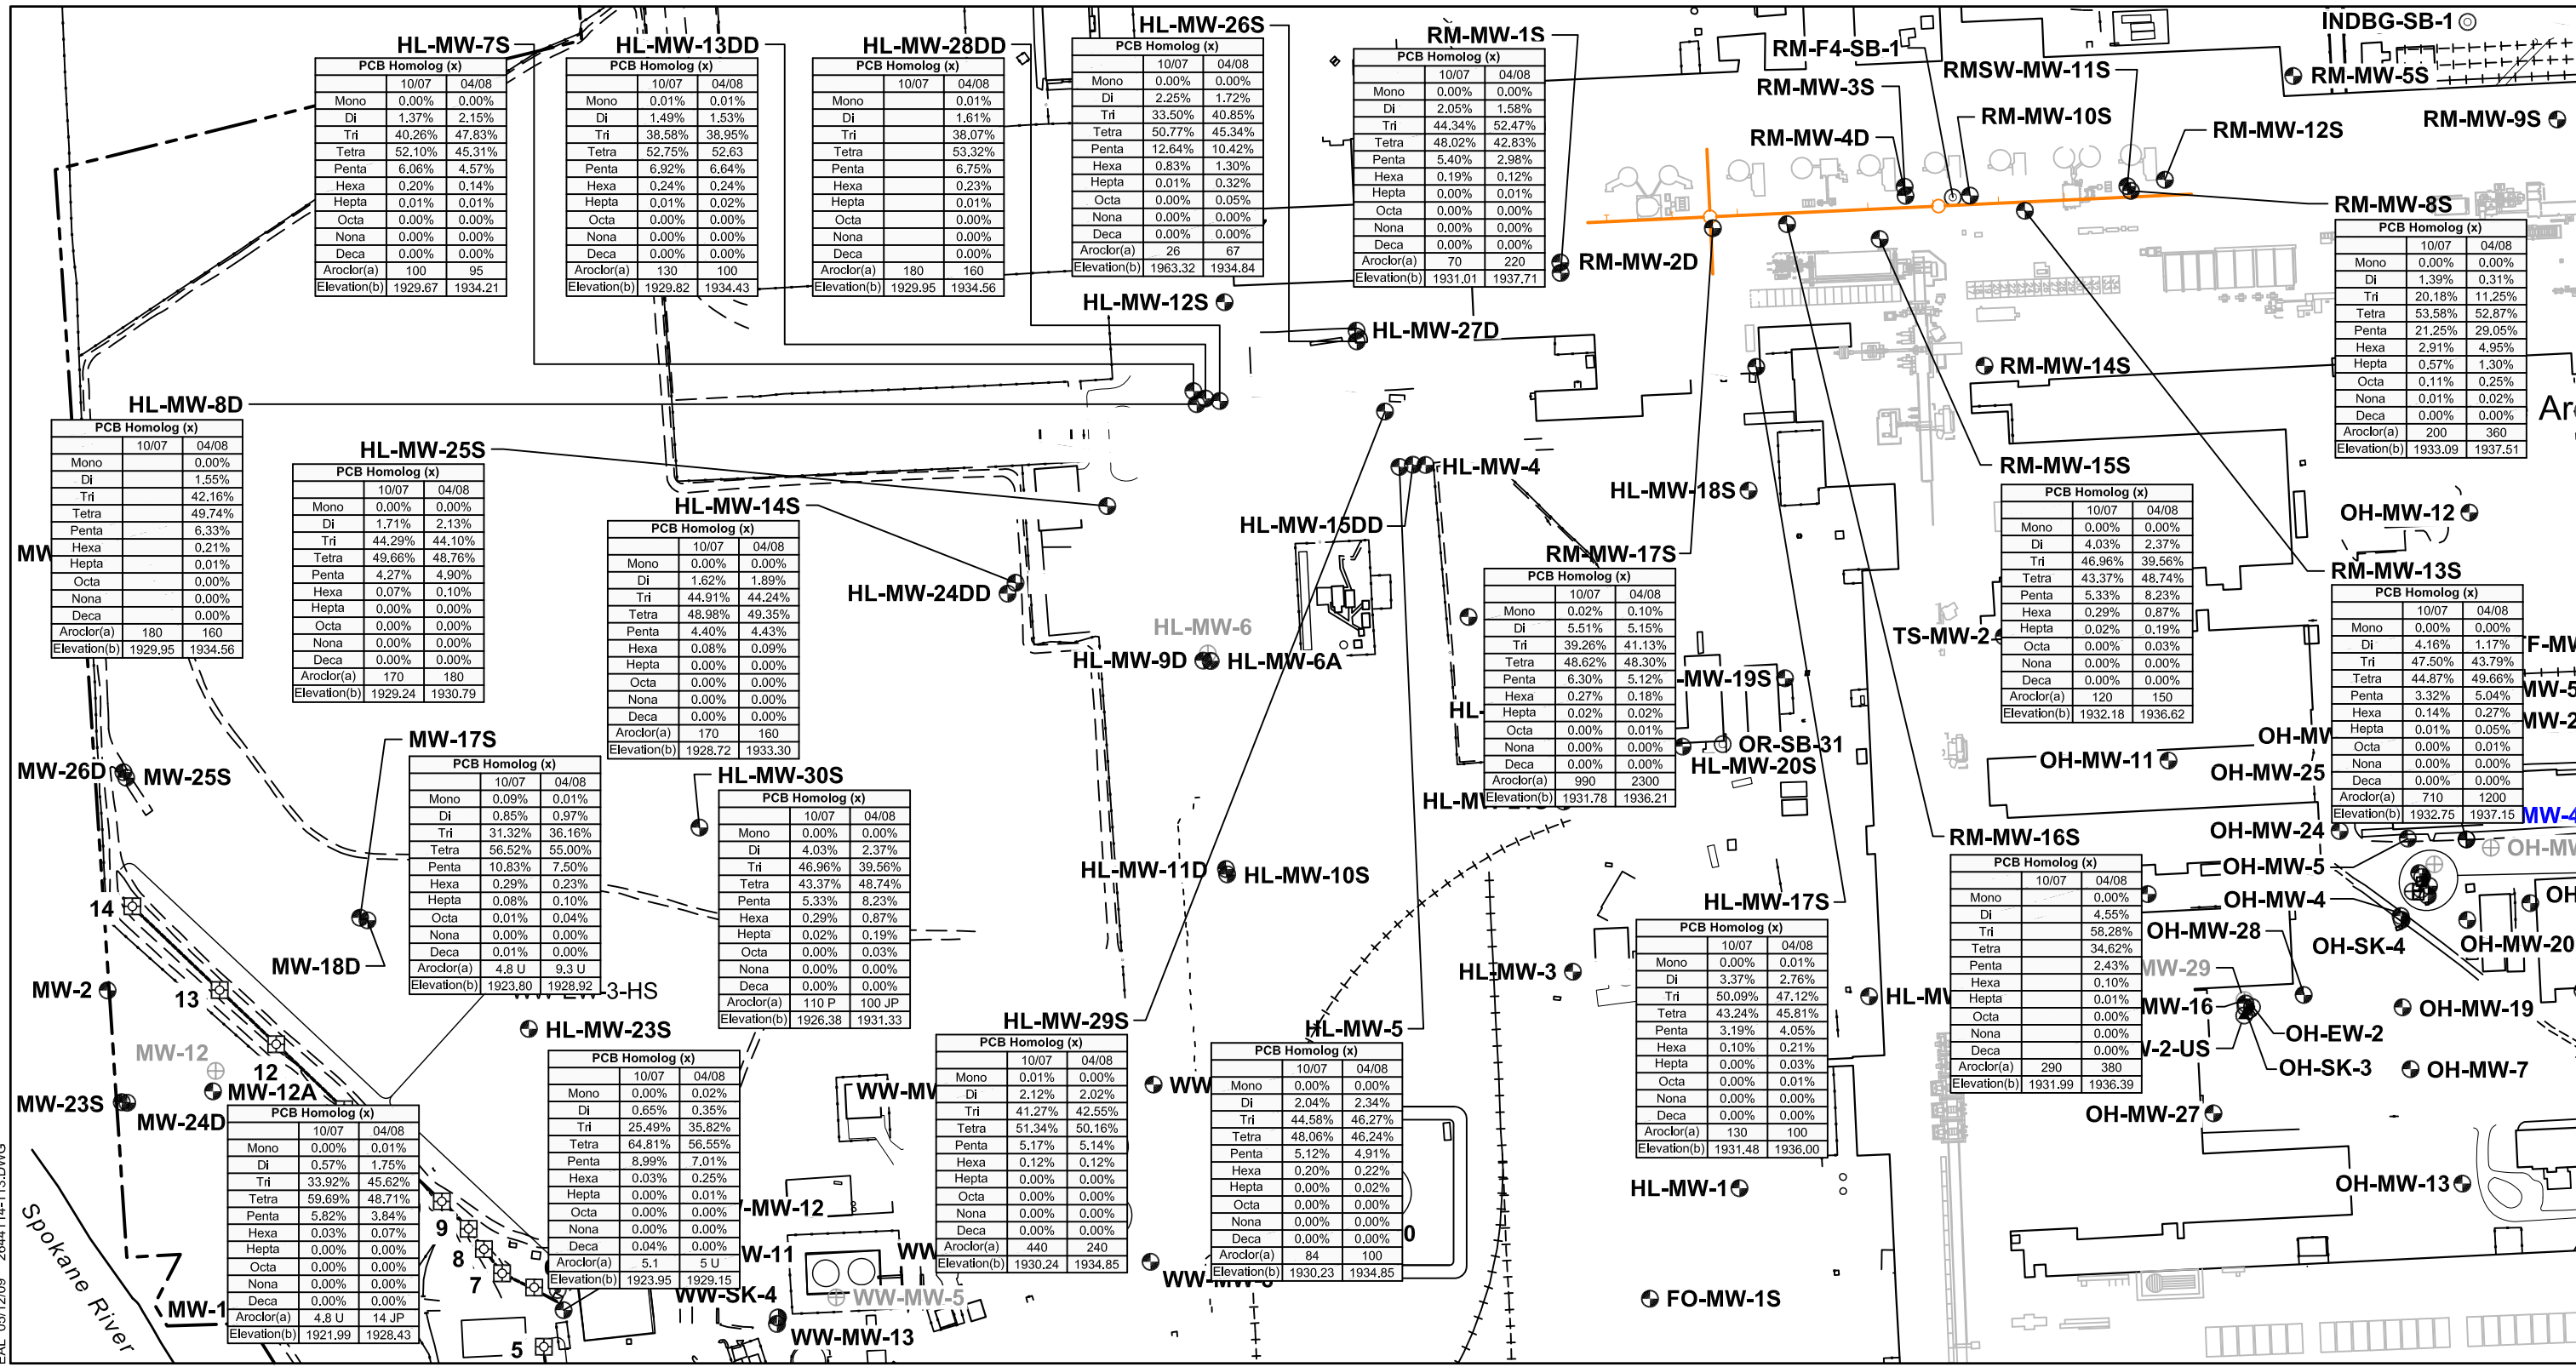 HL-MW-7S
PCB Homolog (x)
10/07 04/08
Mono 0.00% 0.00%
Di 1.37% 2.15%
Tri 40.26% 47.83%
Tetra 52.10% 45.31%
Penta 6.06% 4.57%
Hexa 0.20% 0.14%
Hepta 0.01% 0.01%
Octa 0.00% 0.00%
Nona 0.00% 0.00%
Deca 0.00% 0.00%
Aroclor(a) 100 95
Elevation(b) 1929.67 1934.21
HL-MW-13DD
PCB Homolog (x)
10/07 04/08
Mono 0.01% 0.01%
Di 1.49% 1.53%
Tri 38.58% 38.95%
Tetra 52.75% 52.63
Penta 6.92% 6.64%
Hexa 0.24% 0.24%
Hepta 0.01% 0.02%
Octa 0.00% 0.00%
Nona 0.00% 0.00%
Deca 0.00% 0.00%
Aroclor(a) 130 100
Elevation(b) 1929.82 1934.43
HL-MW-28DD
PCB Homolog (x)
10/07 04/08
Mono 0.01%
Di 1.61%
Tri 38.07%
Tetra 53.32%
Penta 6.75%
Hexa 0.23%
Hepta 0.01%
Octa 0.00%
Nona 0.00%
Deca 0.00%
Aroclor(a) 180 160
Elevation(b) 1929.95 1934.56
HL-MW-26S
PCB Homolog (x)
10/07 04/08
Mono 0.00% 0.00%
Di 2.25% 1.72%
Tri 33.50% 40.85%
Tetra 50.77% 45.34%
Penta 12.64% 10.42%
Hexa 0.83% 1.30%
Hepta 0.01% 0.32%
Octa 0.00% 0.05%
Nona 0.00% 0.00%
Deca 0.00% 0.00%
Aroclor(a) 26 67
Elevation(b) 1963.32 1934.84
RM-MW-1S
PCB Homolog (x)
10/07 04/08
Mono 0.00% 0.00%
Di 2.05% 1.58%
Tri 44.34% 52.47%
Tetra 48.02% 42.83%
Penta 5.40% 2.98%
Hexa 0.19% 0.12%
Hepta 0.00% 0.01%
Octa 0.00% 0.00%
Nona 0.00% 0.00%
Deca 0.00% 0.00%
Aroclor(a) 70 220
Elevation(b) 1931.01 1937.71
RM-F4-SB-1
INDBG-SB-1
RM-MW-3S
RMSW-MW-11S
RM-MW-5S
RM-MW-4D
RM-MW-10S
RM-MW-12S
RM-MW-9S
RM-MW-2D
HL-MW-12S
HL-MW-27D
RM-MW-8S
PCB Homolog (x)
10/07 04/08
Mono 0.00% 0.00%
Di 1.39% 0.31%
Tri 20.18% 11.25%
Tetra 53.58% 52.87%
Penta 21.25% 29.05%
Hexa 2.91% 4.95%
Hepta 0.57% 1.30%
Octa 0.11% 0.25%
Nona 0.01% 0.02%
Deca 0.00% 0.00%
Aroclor(a) 200 360
Elevation(b) 1933.09 1937.51
RM-MW-14S
HL-MW-8D
PCB Homolog (x)
10/07 04/08
Mono 0.00%
Di 1.55%
Tri 42.16%
Tetra 49.74%
Penta 6.33%
Hexa 0.21%
Hepta 0.01%
Octa 0.00%
Nona 0.00%
Deca 0.00%
Aroclor(a) 180 160
Elevation(b) 1929.95 1934.56
MW
HL-MW-25S
PCB Homolog (x)
10/07 04/08
Mono 0.00% 0.00%
Di 1.71% 2.13%
Tri 44.29% 44.10%
Tetra 49.66% 48.76%
Penta 4.27% 4.90%
Hexa 0.07% 0.10%
Hepta 0.00% 0.00%
Octa 0.00% 0.00%
Nona 0.00% 0.00%
Deca 0.00% 0.00%
Aroclor(a) 170 180
Elevation(b) 1929.24 1930.79
HL-MW-14S
PCB Homolog (x)
10/07 04/08
Mono 0.00% 0.00%
Di 1.62% 1.89%
Tri 44.91% 44.24%
Tetra 48.98% 49.35%
Penta 4.40% 4.43%
Hexa 0.08% 0.09%
Hepta 0.00% 0.00%
Octa 0.00% 0.00%
Nona 0.00% 0.00%
Deca 0.00% 0.00%
Aroclor(a) 170 160
Elevation(b) 1928.72 1933.30
HL-MW-24DD
HL-MW-4
HL-MW-15DD
HL-MW-18S
HL-MW-6
HL-MW-9D
HL-MW-6A
RM-MW-17S
PCB Homolog (x)
10/07 04/08
Mono 0.02% 0.10%
Di 5.51% 5.15%
Tri 39.26% 41.13%
Tetra 48.62% 48.30%
Penta 6.30% 5.12%
Hexa 0.27% 0.18%
Hepta 0.02% 0.02%
Octa 0.00% 0.01%
Nona 0.00% 0.00%
Deca 0.00% 0.00%
Aroclor(a) 990 2300
Elevation(b) 1931.78 1936.21
-MW-19S
HL-
OR-SB-31
HL-MW-20S
RM-MW-15S
PCB Homolog (x)
10/07 04/08
Mono 0.00% 0.00%
Di 4.03% 2.37%
Tri 46.96% 39.56%
Tetra 43.37% 48.74%
Penta 5.33% 8.23%
Hexa 0.29% 0.87%
Hepta 0.02% 0.19%
Octa 0.00% 0.03%
Nona 0.00% 0.00%
Deca 0.00% 0.00%
Aroclor(a) 120 150
Elevation(b) 1932.18 1936.62
TS-MW-2
OH-MW-12
RM-MW-13S
PCB Homolog (x)
10/07 04/08
Mono 0.00% 0.00%
Di 4.16% 1.17%
Tri 47.50% 43.79%
Tetra 44.87% 49.66%
Penta 3.32% 5.04%
Hexa 0.14% 0.27%
Hepta 0.01% 0.05%
Octa 0.00% 0.01%
Nona 0.00% 0.00%
Deca 0.00% 0.00%
Aroclor(a) 710 1200
Elevation(b) 1932.75 1937.15
OH-MW-11
OH-MW-25
OH-MW-24
MW-26D
MW-25S
MW-17S
PCB Homolog (x)
10/07 04/08
Mono 0.09% 0.01%
Di 0.85% 0.97%
Tri 31.32% 36.16%
Tetra 56.52% 55.00%
Penta 10.83% 7.50%
Hexa 0.29% 0.23%
Hepta 0.08% 0.10%
Octa 0.01% 0.04%
Nona 0.00% 0.00%
Deca 0.01% 0.00%
Aroclor(a) 4.8 U 9.3 U
Elevation(b) 1923.80 1928.92
HL-MW-30S
PCB Homolog (x)
10/07 04/08
Mono 0.00% 0.00%
Di 4.03% 2.37%
Tri 46.96% 39.56%
Tetra 43.37% 48.74%
Penta 5.33% 8.23%
Hexa 0.29% 0.87%
Hepta 0.02% 0.19%
Octa 0.00% 0.03%
Nona 0.00% 0.00%
Deca 0.00% 0.00%
Aroclor(a) 110 P 100 JP
Elevation(b) 1926.38 1931.33
14
MW-18D
MW-2
13
HL-MW-11D
HL-MW-10S
HL-MW-3
HL-MW-23S
PCB Homolog (x)
10/07 04/08
Mono 0.00% 0.02%
Di 0.65% 0.35%
Tri 25.49% 35.82%
Tetra 64.81% 56.55%
Penta 8.99% 7.01%
Hexa 0.03% 0.25%
Hepta 0.00% 0.01%
Octa 0.00% 0.00%
Nona 0.00% 0.00%
Deca 0.04% 0.00%
Aroclor(a) 5.1 5 U
Elevation(b) 1923.95 1929.15
MW-12
12
MW-12A
MW-23S
MW-24D
PCB Homolog (x)
10/07 04/08
Mono 0.00% 0.01%
Di 0.57% 1.75%
Tri 33.92% 45.62%
Tetra 59.69% 48.71%
Penta 5.82% 3.84%
Hexa 0.03% 0.07%
Hepta 0.00% 0.00%
Octa 0.00% 0.00%
Nona 0.00% 0.00%
Deca 0.00% 0.00%
Aroclor(a) 4.8 U 14 JP
Elevation(b) 1921.99 1928.43
MW-1
Spokane River
9
8
7
5
HL-MW-29S
PCB Homolog (x)
10/07 04/08
Mono 0.01% 0.00%
Di 2.12% 2.02%
Tri 41.27% 42.55%
Tetra 51.34% 50.16%
Penta 5.17% 5.14%
Hexa 0.12% 0.12%
Hepta 0.00% 0.00%
Octa 0.00% 0.00%
Nona 0.00% 0.00%
Deca 0.00% 0.00%
Aroclor(a) 440 240
Elevation(b) 1930.24 1934.85
HL-MW-5
PCB Homolog (x)
10/07 04/08
Mono 0.00% 0.00%
Di 2.04% 2.34%
Tri 44.58% 46.27%
Tetra 48.06% 46.24%
Penta 5.12% 4.91%
Hexa 0.20% 0.22%
Hepta 0.00% 0.02%
Octa 0.00% 0.00%
Nona 0.00% 0.00%
Deca 0.00% 0.00%
Aroclor(a) 84 100
Elevation(b) 1930.23 1934.85
HL-MW-17S
PCB Homolog (x)
10/07 04/08
Mono 0.00% 0.01%
Di 3.37% 2.76%
Tri 50.09% 47.12%
Tetra 43.24% 45.81%
Penta 3.19% 4.05%
Hexa 0.10% 0.21%
Hepta 0.00% 0.03%
Octa 0.00% 0.01%
Nona 0.00% 0.00%
Deca 0.00% 0.00%
Aroclor(a) 130 100
Elevation(b) 1931.48 1936.00
RM-MW-16S
PCB Homolog (x)
10/07 04/08
Mono 0.00%
Di 4.55%
Tri 58.28%
Tetra 34.62%
Penta 2.43%
Hexa 0.10%
Hepta 0.01%
Octa 0.00%
Nona 0.00%
Deca 0.00%
Aroclor(a) 290 380
Elevation(b) 1931.99 1936.39
OH-MW-5
OH-MW-4
OH-MW-28
OH-SK-4
OH-MW-20
MW-29
MW-16
OH-MW-19
OH-EW-2
OH-SK-3
OH-MW-7
OH-MW-27
OH-MW-13
HL-MW-1
FO-MW-1S
-MW-12
W-11
WW-SK-4
WW-MW-5
WW-MW-13